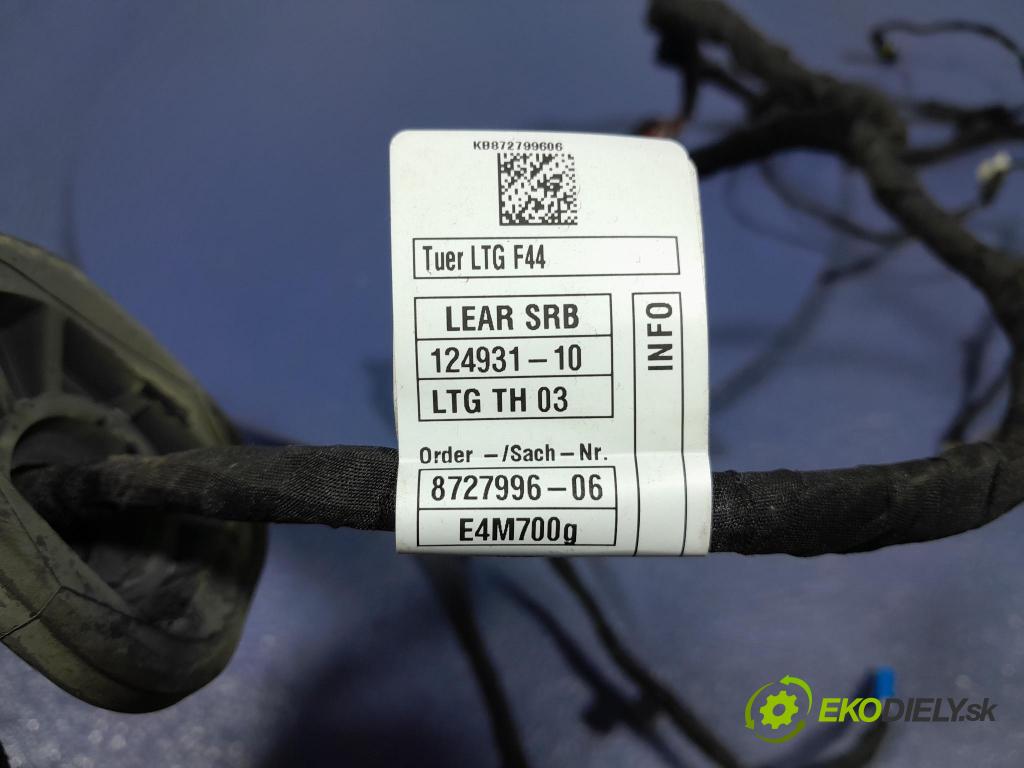 KB872799606
Tuer LTG F44
LEAR SRB
124931-10
LTG TH 03
INFO
Order -/Sach-Nr.
8727996-06
E4M700g
EKODIELY.sk